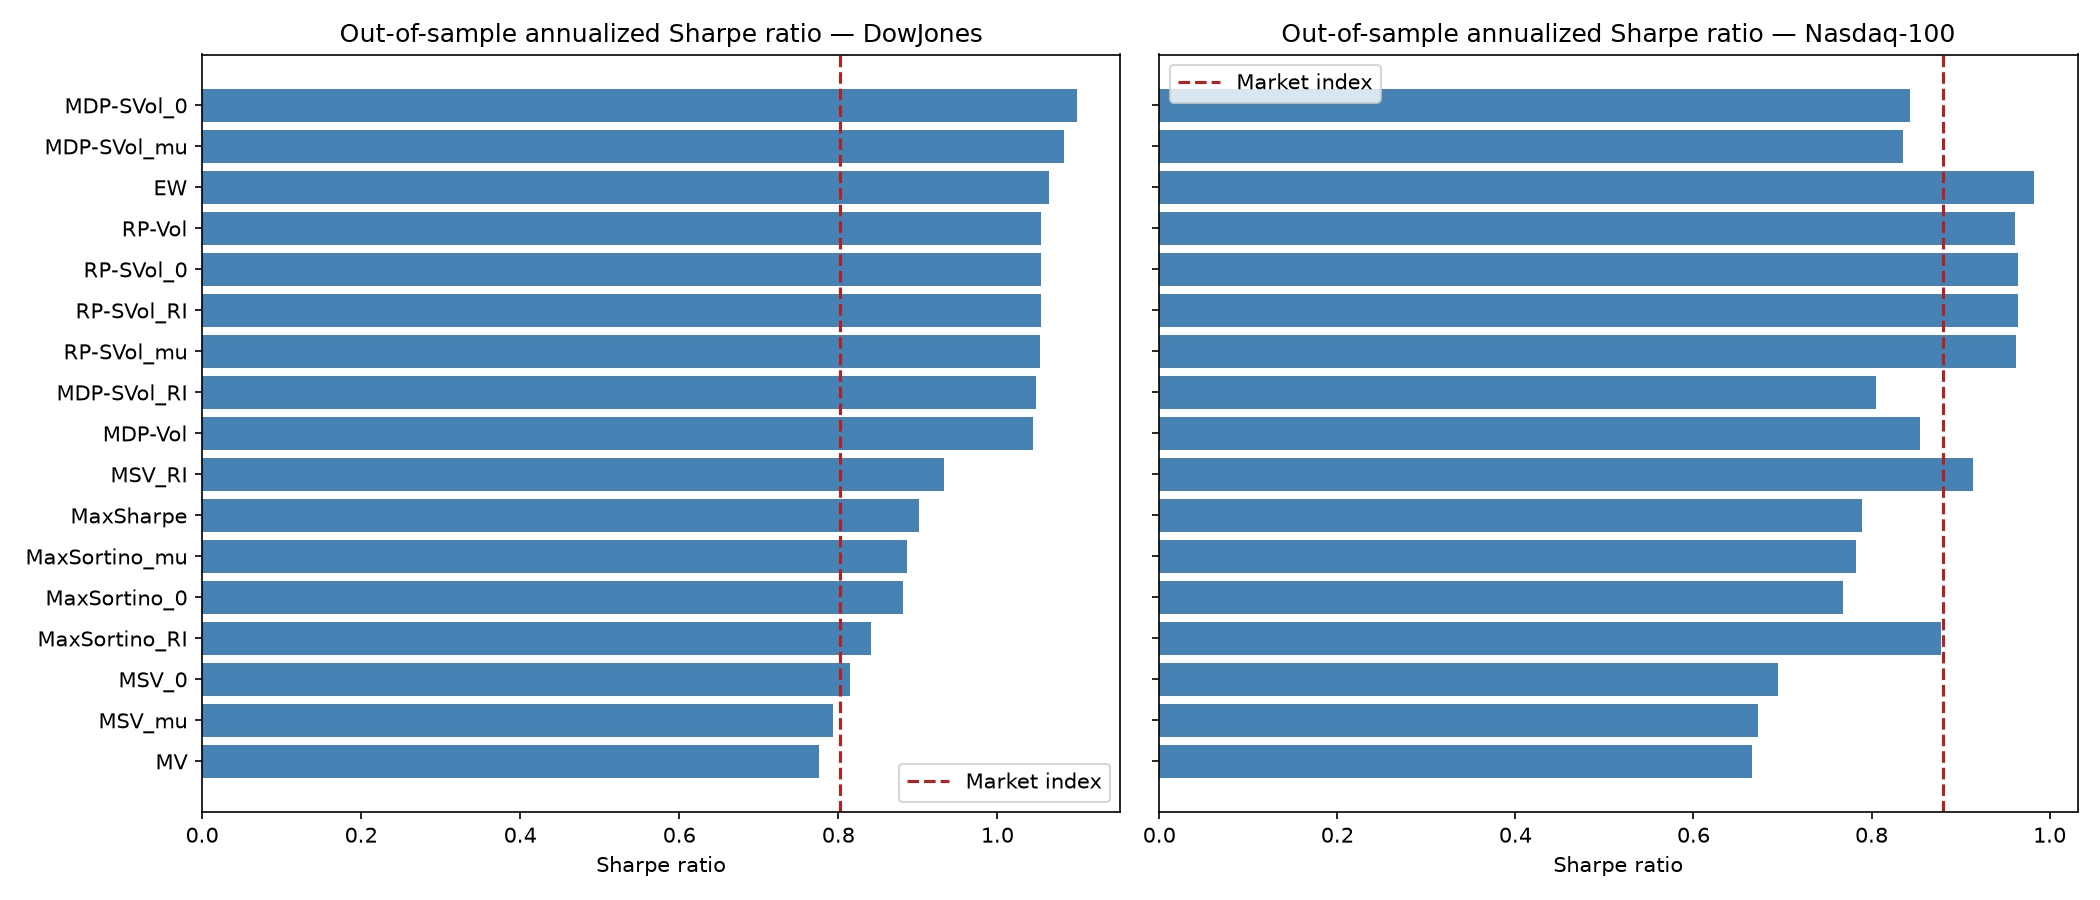 Out-of-sample annualized Sharpe ratio — DowJones
MDP-SVol_0
MDP-SVol_mu
EW
RP-Vol
RP-SVol_0
RP-SVol_RI
RP-SVol_mu
MDP-SVol_RI
MDP-Vol
MSV_RI
MaxSharpe
MaxSortino_mu
MaxSortino_0
MaxSortino_RI
MSV_0
MSV_mu
MV
Market index
0.0 0.2 0.4 0.6 0.8 1.0
Sharpe ratio
Out-of-sample annualized Sharpe ratio — Nasdaq-100
Market index
0.0 0.2 0.4 0.6 0.8 1.0
Sharpe ratio